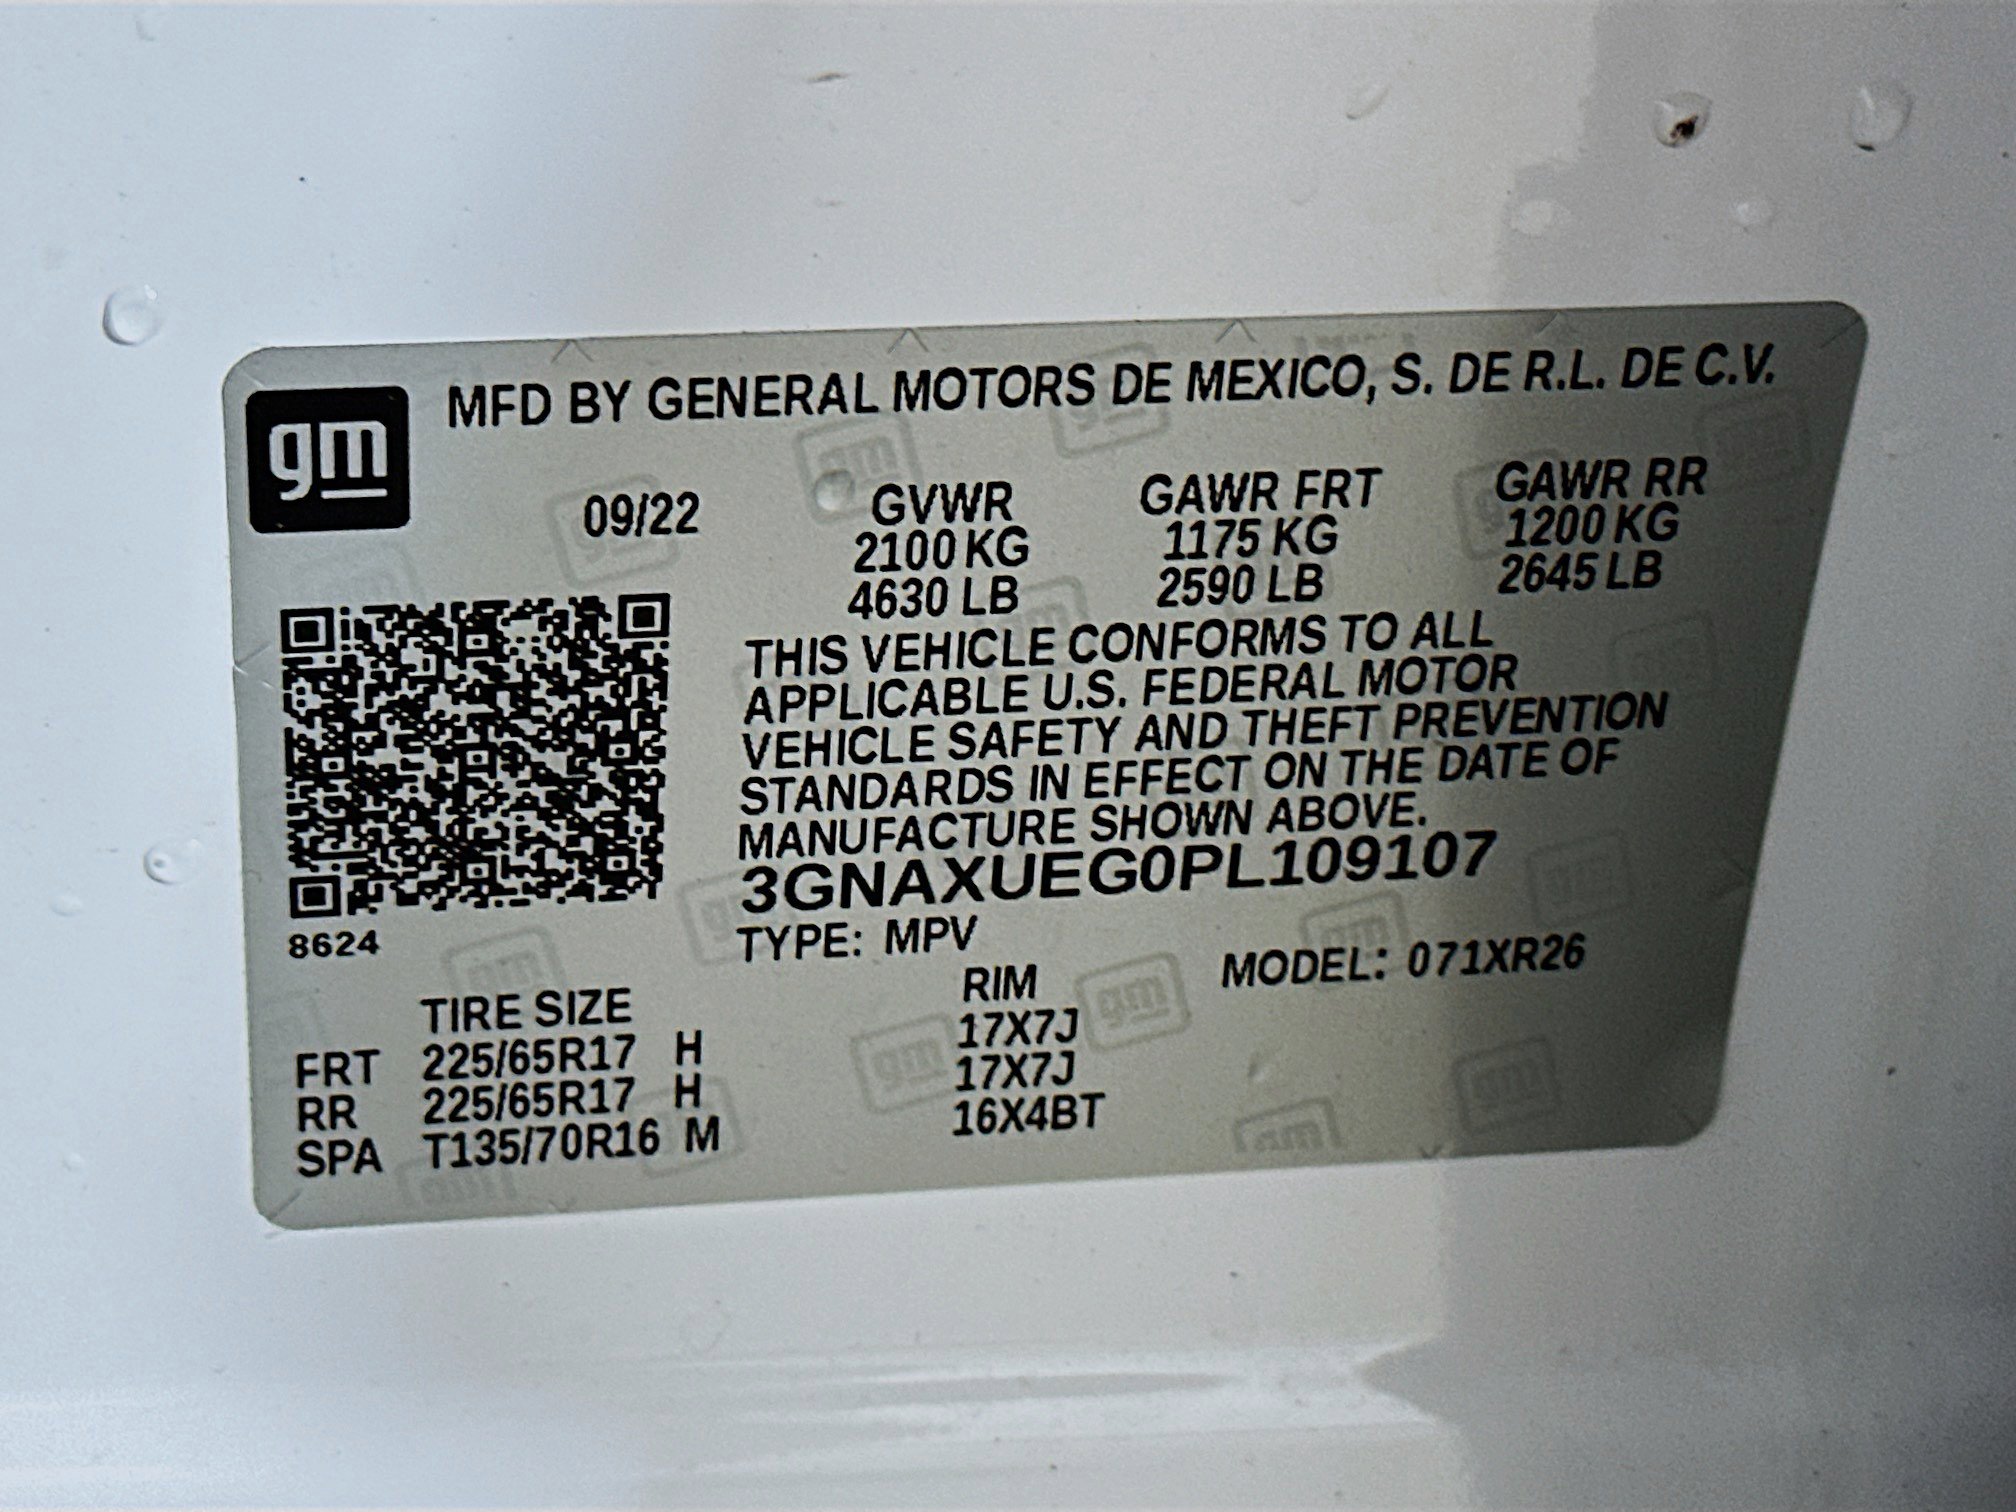 gm
MFD BY GENERAL MOTORS DE MEXICO, S. DE R.L. DE C.V.
09/22 GVWR GAWR FRT GAWR RR
2100 KG 1175 KG 1200 KG
4630 LB 2590 LB 2645 LB
THIS VEHICLE CONFORMS TO ALL
APPLICABLE U.S. FEDERAL MOTOR
VEHICLE SAFETY AND THEFT PREVENTION
STANDARDS IN EFFECT ON THE DATE OF
MANUFACTURE SHOWN ABOVE.
3GNAXUEG0PL109107
8624
TYPE: MPV MODEL: 071XR26
TIRE SIZE RIM
FRT 225/65R17 H 17X7J
RR 225/65R17 H 17X7J
SPA T135/70R16 M 16X4BT